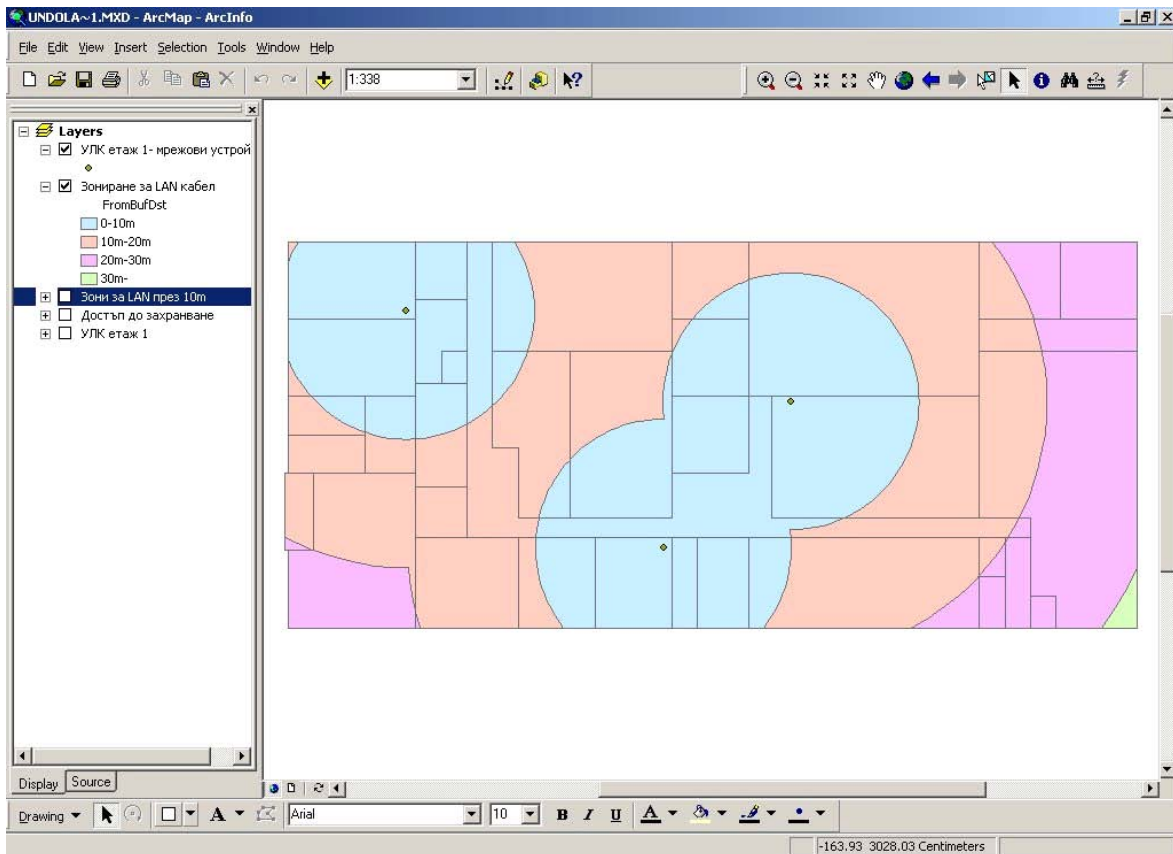 UNDOLA~1.MXD - ArcMap - ArcInfo
File Edit View Insert Selection Tools Window Help
1:338
Layers
УЛК етаж 1- мрежови устрой
Зониране за LAN кабел
FromBufDst
0-10m
10m-20m
20m-30m
30m-
Зони за LAN през 10m
Достъп до захранване
УЛК етаж 1
Display Source
Drawing A Arial 10 B I U A
-163.93 3028.03 Centimeters